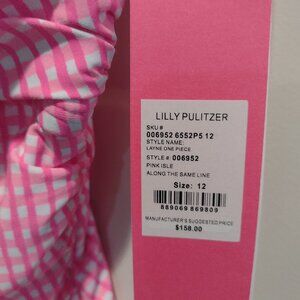 LILLY PULITZER
SKU#
006952 6552P5 12
STYLE NAME:
LAYNE ONE PIECE
STYLE# 006952
PINK ISLE
ALONG THE SAME LINE
Size: 12
889069 869809
MANUFACTURER'S SUGGESTED PRICE
$158.00